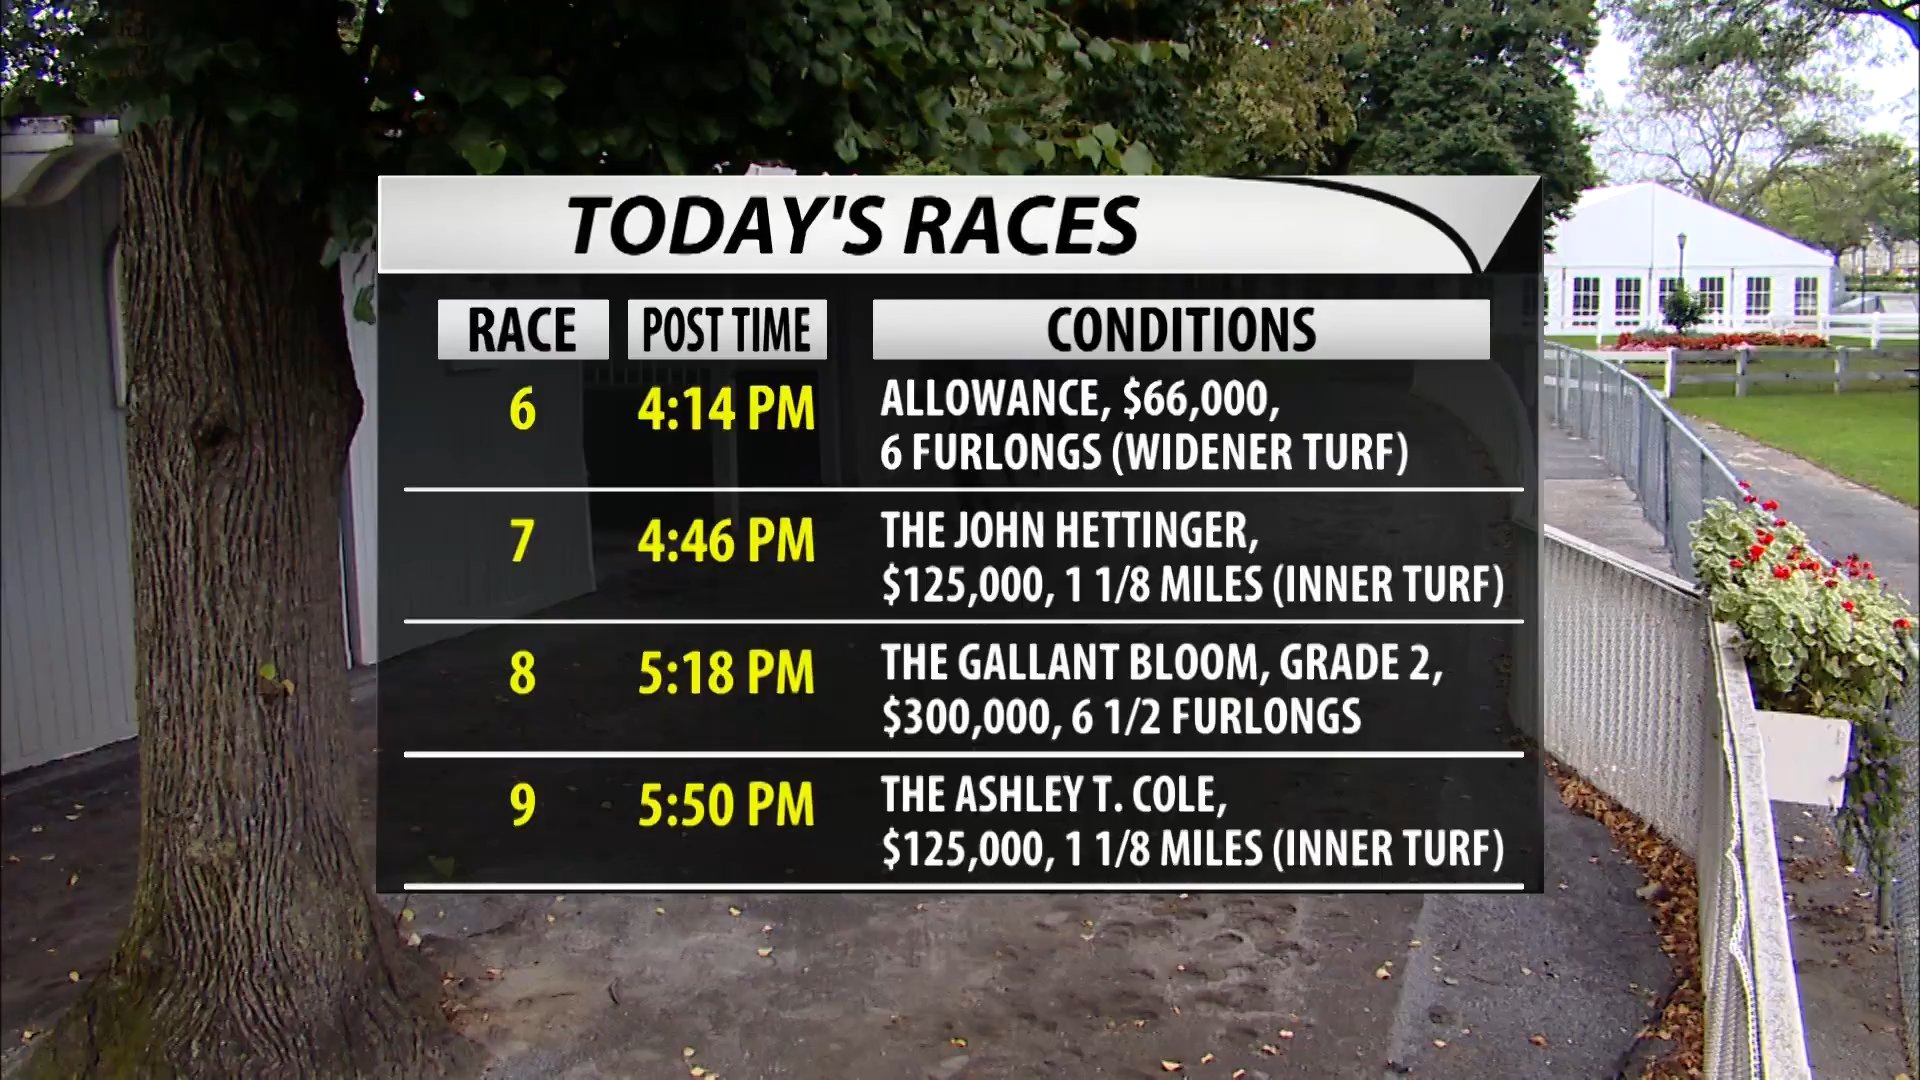 TODAY'S RACES
RACE POST TIME CONDITIONS
6 4:14 PM ALLOWANCE, $66,000,
6 FURLONGS (WIDENER TURF)
7 4:46 PM THE JOHN HETTINGER,
$125,000, 1 1/8 MILES (INNER TURF)
8 5:18 PM THE GALLANT BLOOM, GRADE 2,
$300,000, 6 1/2 FURLONGS
9 5:50 PM THE ASHLEY T. COLE,
$125,000, 1 1/8 MILES (INNER TURF)